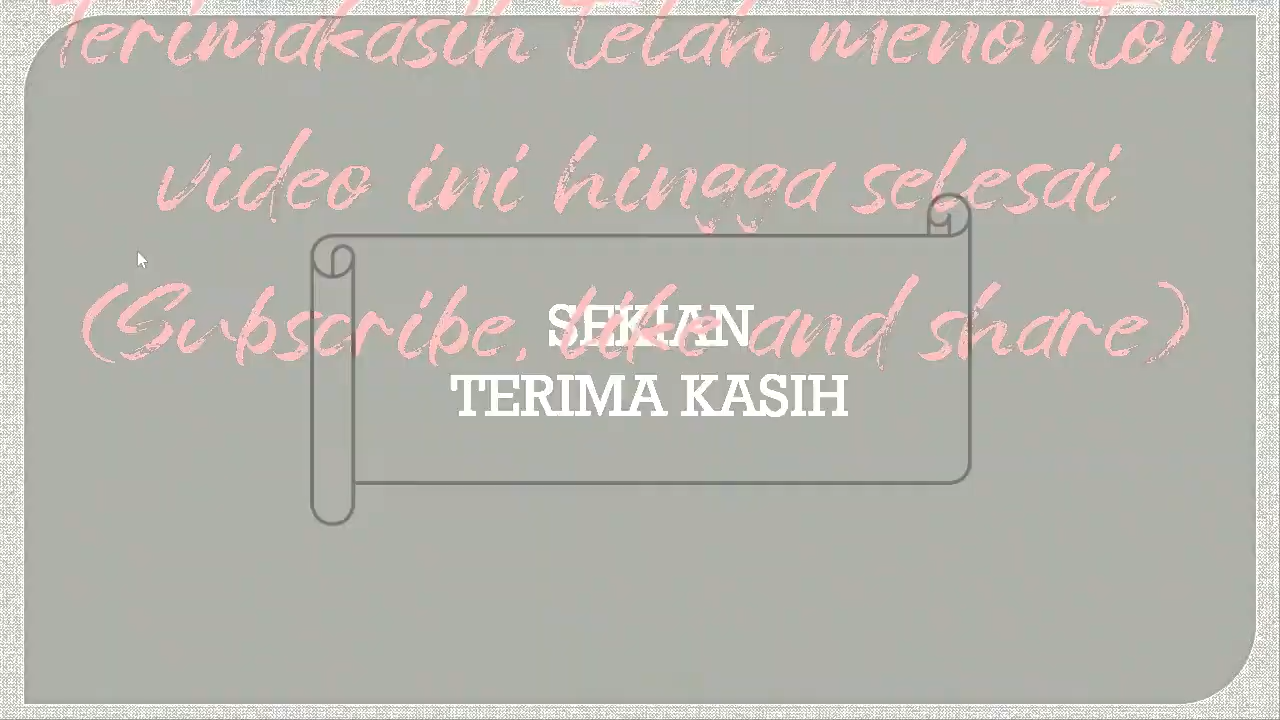 Terimakasih telah menonton
video ini hingga selesai
(Subscribe, like and share)
SEKIAN
TERIMA KASIH